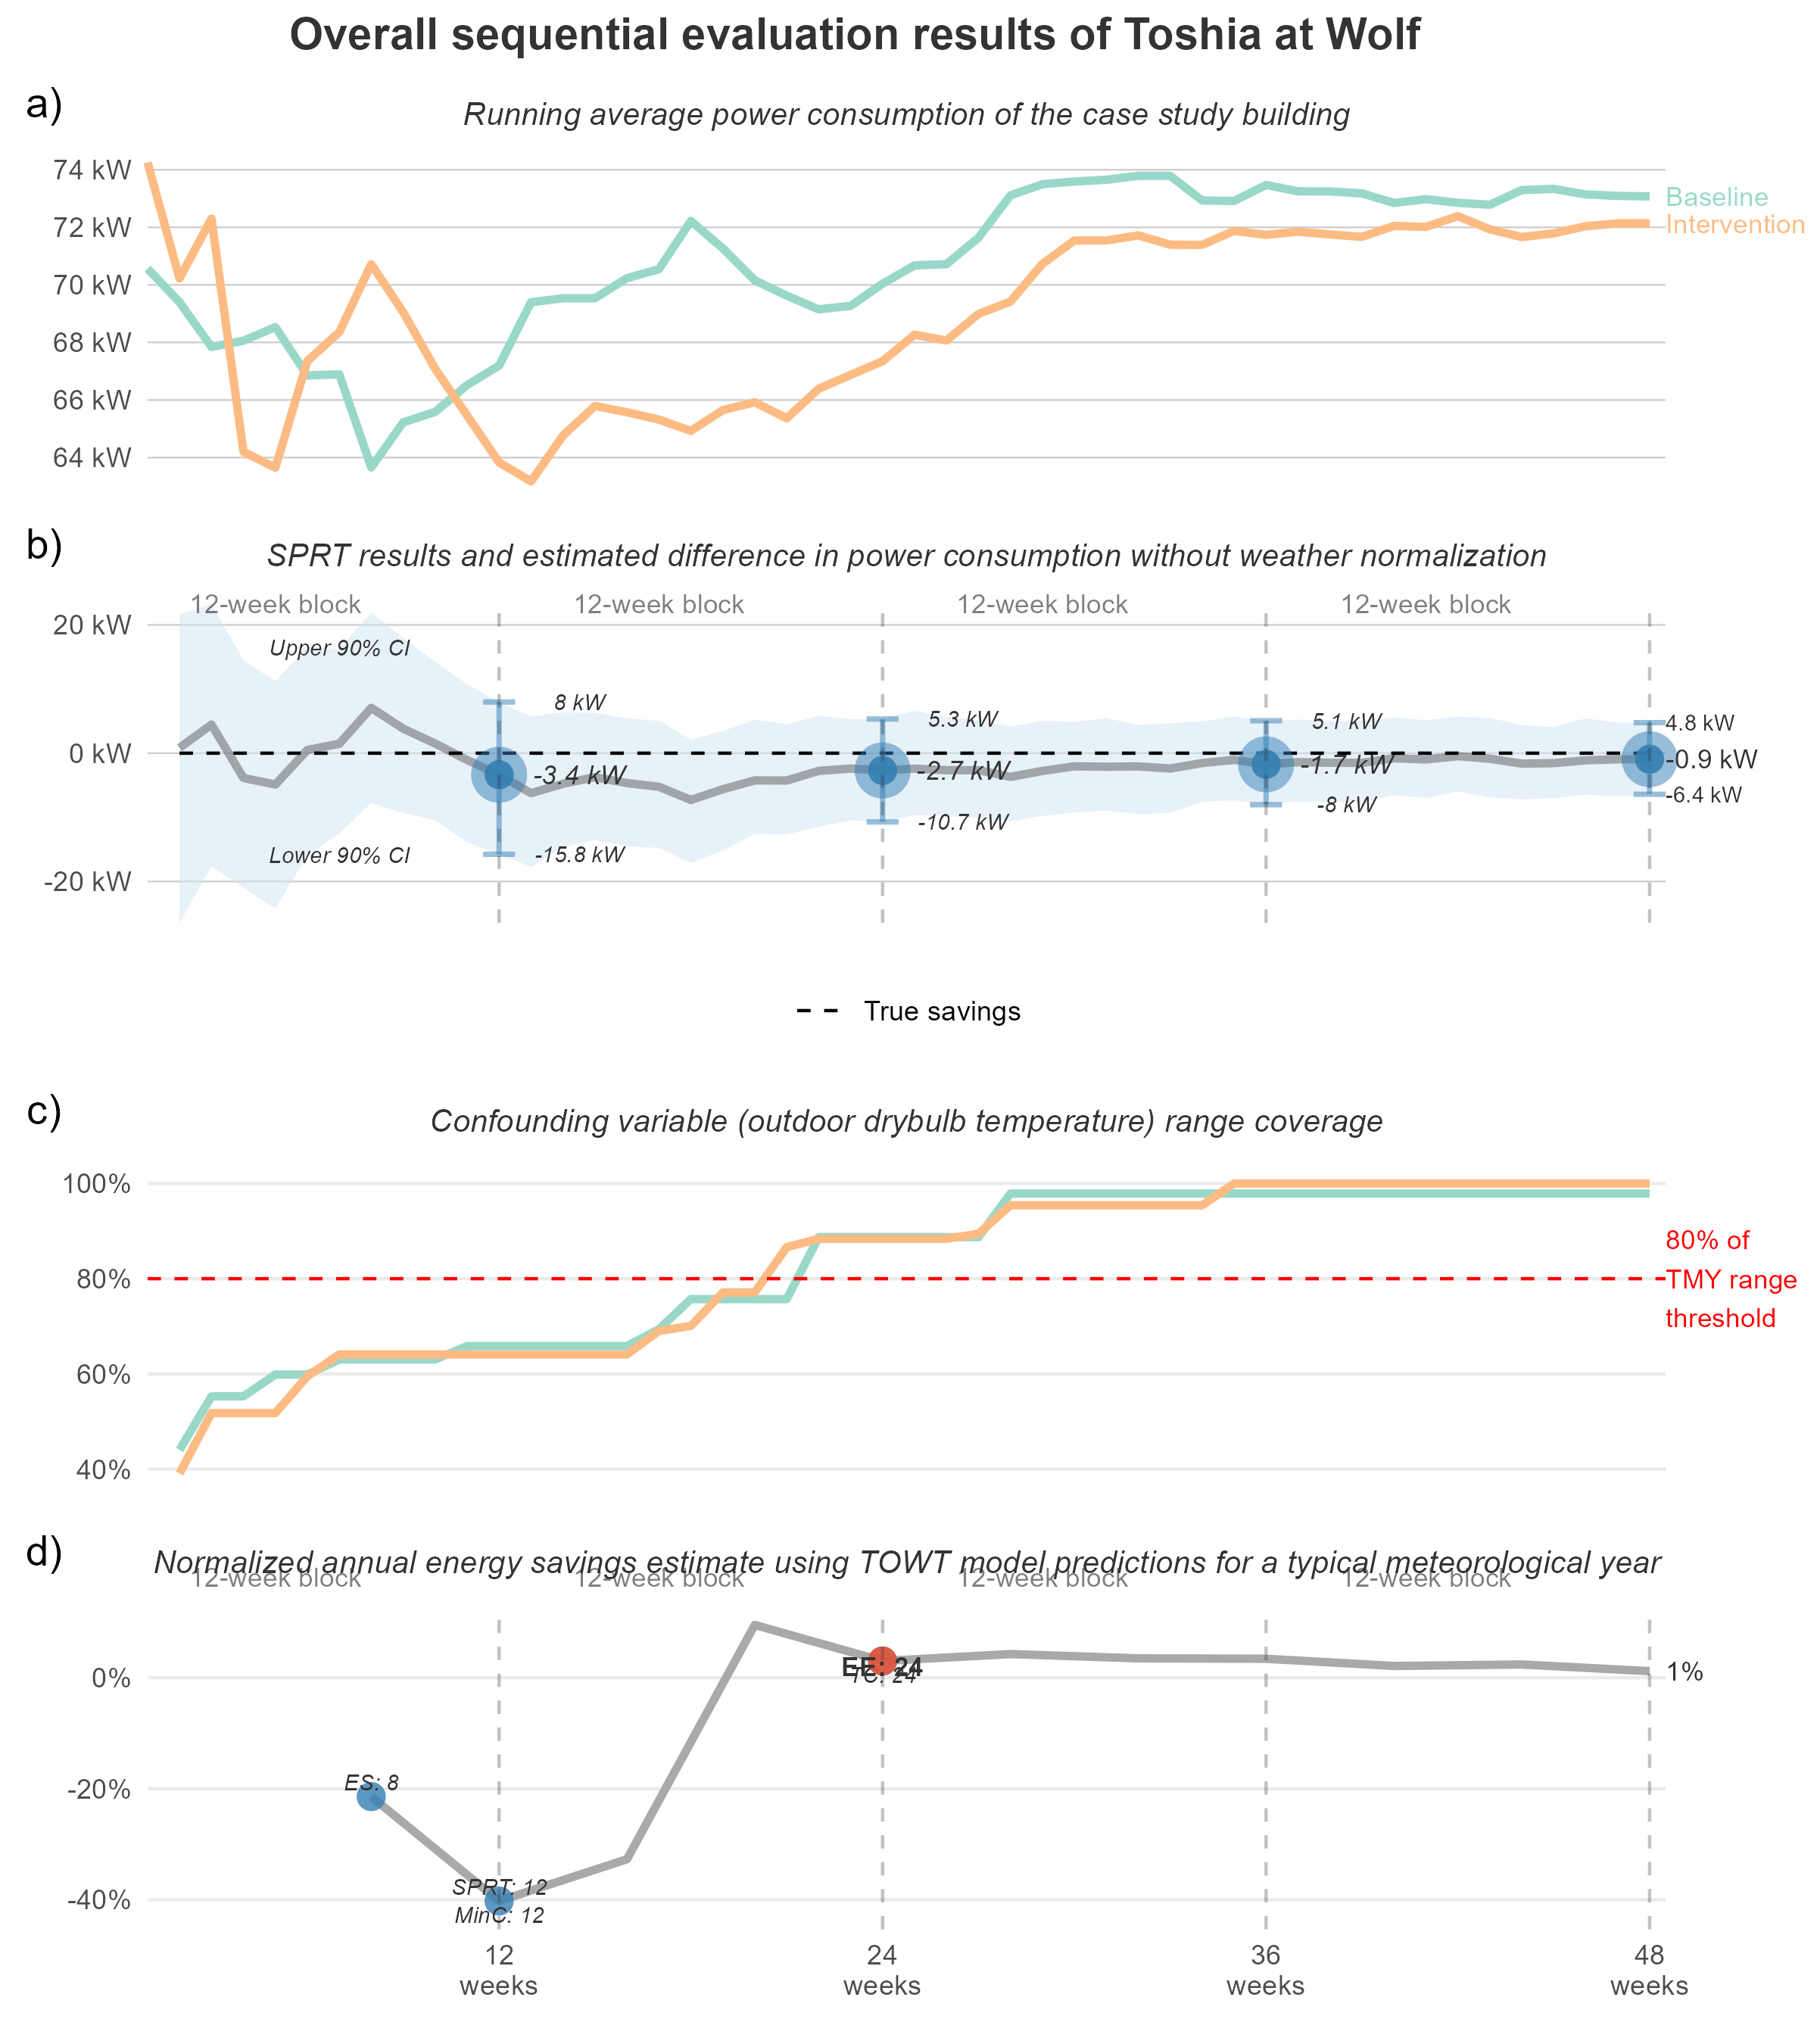 Overall sequential evaluation results of Toshia at Wolf
a)
Running average power consumption of the case study building
74 kW
72 kW
70 kW
68 kW
66 kW
64 kW
Baseline
Intervention
b)
SPRT results and estimated difference in power consumption without weather normalization
12-week block
12-week block
12-week block
12-week block
20 kW
0 kW
-20 kW
Upper 90% CI
Lower 90% CI
8 kW
-3.4 kW
-15.8 kW
5.3 kW
-2.7 kW
-10.7 kW
5.1 kW
-1.7 kW
-8 kW
4.8 kW
-0.9 kW
-6.4 kW
True savings
c)
Confounding variable (outdoor drybulb temperature) range coverage
100%
80%
60%
40%
80% of
TMY range
threshold
d)
Normalized annual energy savings estimate using TOWT model predictions for a typical meteorological year
12-week block
12-week block
12-week block
12-week block
0%
-20%
-40%
ES: 8
SPRT: 12
MinC: 12
EE: 24
TC: 24
1%
12
weeks
24
weeks
36
weeks
48
weeks